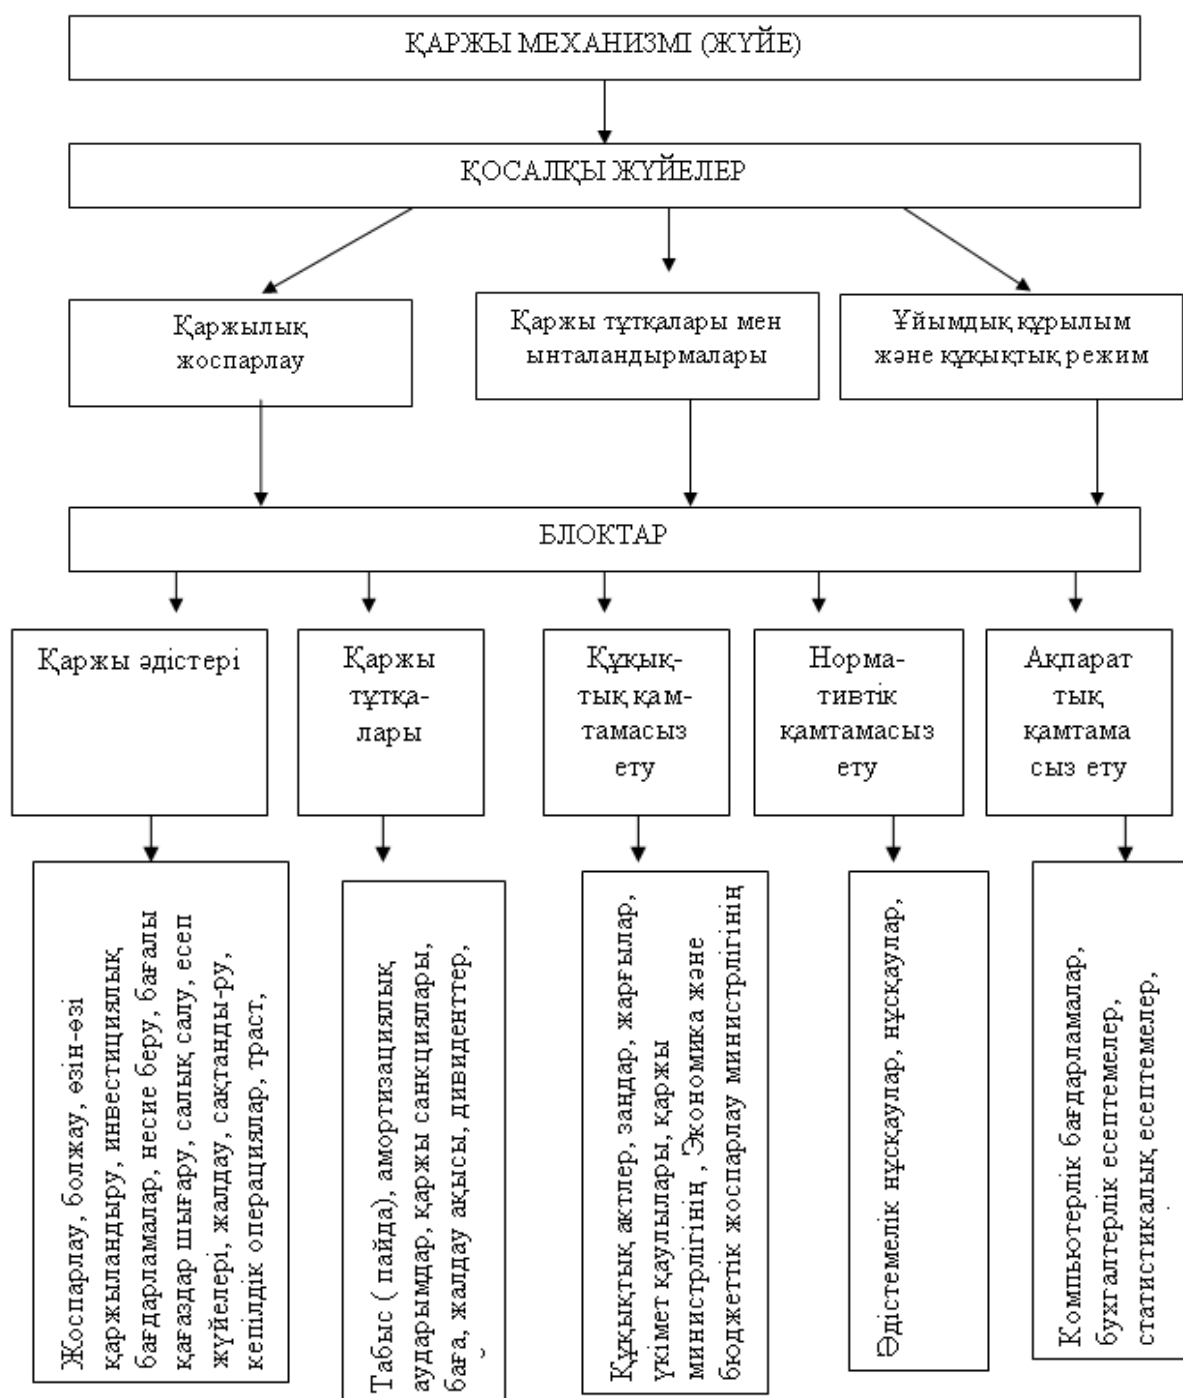 ҚАРЖЫ МЕХАНИЗМІ (ЖҮЙЕ)
ҚОСАЛҚЫ ЖҮЙЕЛЕР
Қаржылық
жоспарлау
Қаржы тұтқалары мен
ынталандырмалары
Ұйымдық құрылым
және құқықтық режим
БЛОКТАР
Қаржы әдістері
Қаржы
тұтқа-
лары
Құқық-
тық қам-
тамасыз
ету
Норма-
тивтік
қамтамасыз
ету
Ақпарат
тық
қамтама
сыз ету
Жоспарлау, болжау, өзін-өзі
қаржыландыру, инвестициялық
бағдарламалар, несие беру, бағалы
қағаздар шығару, салық салу, есеп
жүйелері, жалдау, сақтанды-ру,
кепілдік операциялар, траст,
Табыс ( пайда), амортизациялық
аударымдар, қаржы санкциялары,
баға, жалдау ақысы, дивиденттер,
Құқықтық актлер, заңдар, жарғылар,
үкімет қаулылары, қаржы
министрлігінің , Экономика және
бюджеттік жоспарлау министрлігінің
Әдістемелік нұсқаулар, нұсқаулар,
Компьютерлік бағдарламалар,
бухгалтерлік есептемелер,
статистикалық есептемелер,